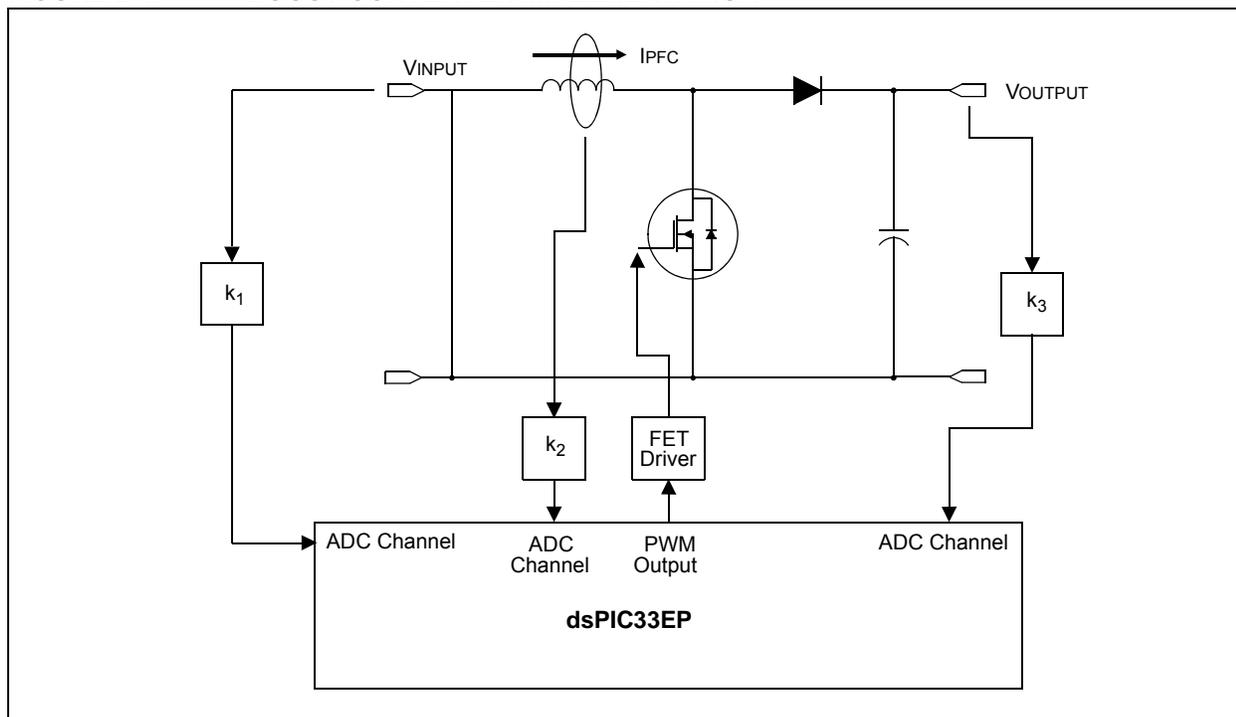 IPFC
VINPUT
VOUTPUT
k1
k3
k2
FET
Driver
ADC Channel
ADC
Channel
PWM
Output
ADC Channel
dsPIC33EP